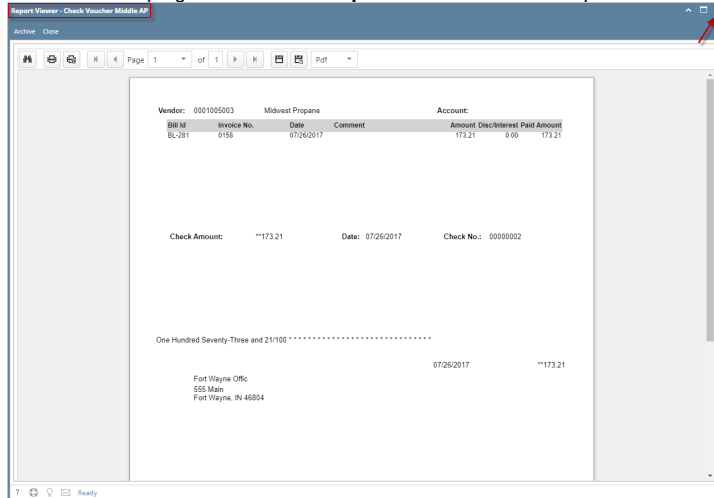 Report Viewer - Check Voucher Middle AP
Archive Close
Page 1 of 1 Pdf
Vendor: 0001005003 Midwest Propane Account:
Bill Id Invoice No. Date Comment Amount Disc/Interest Paid Amount
BL-281 0158 07/26/2017 173.21 0.00 173.21
Check Amount: **173.21 Date: 07/26/2017 Check No.: 00000002
One Hundred Seventy-Three and 21/100 * * * * * * * * * * * * * * * * * * * * * * * * * * * * * *
07/26/2017 **173.21
Fort Wayne Offic
555 Main
Fort Wayne, IN 46804
? Ready